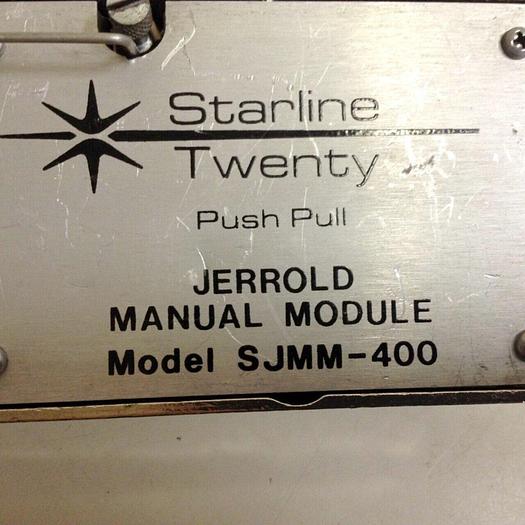 Starline
Twenty
Push Pull
JERROLD
MANUAL MODULE
Model SJMM-400